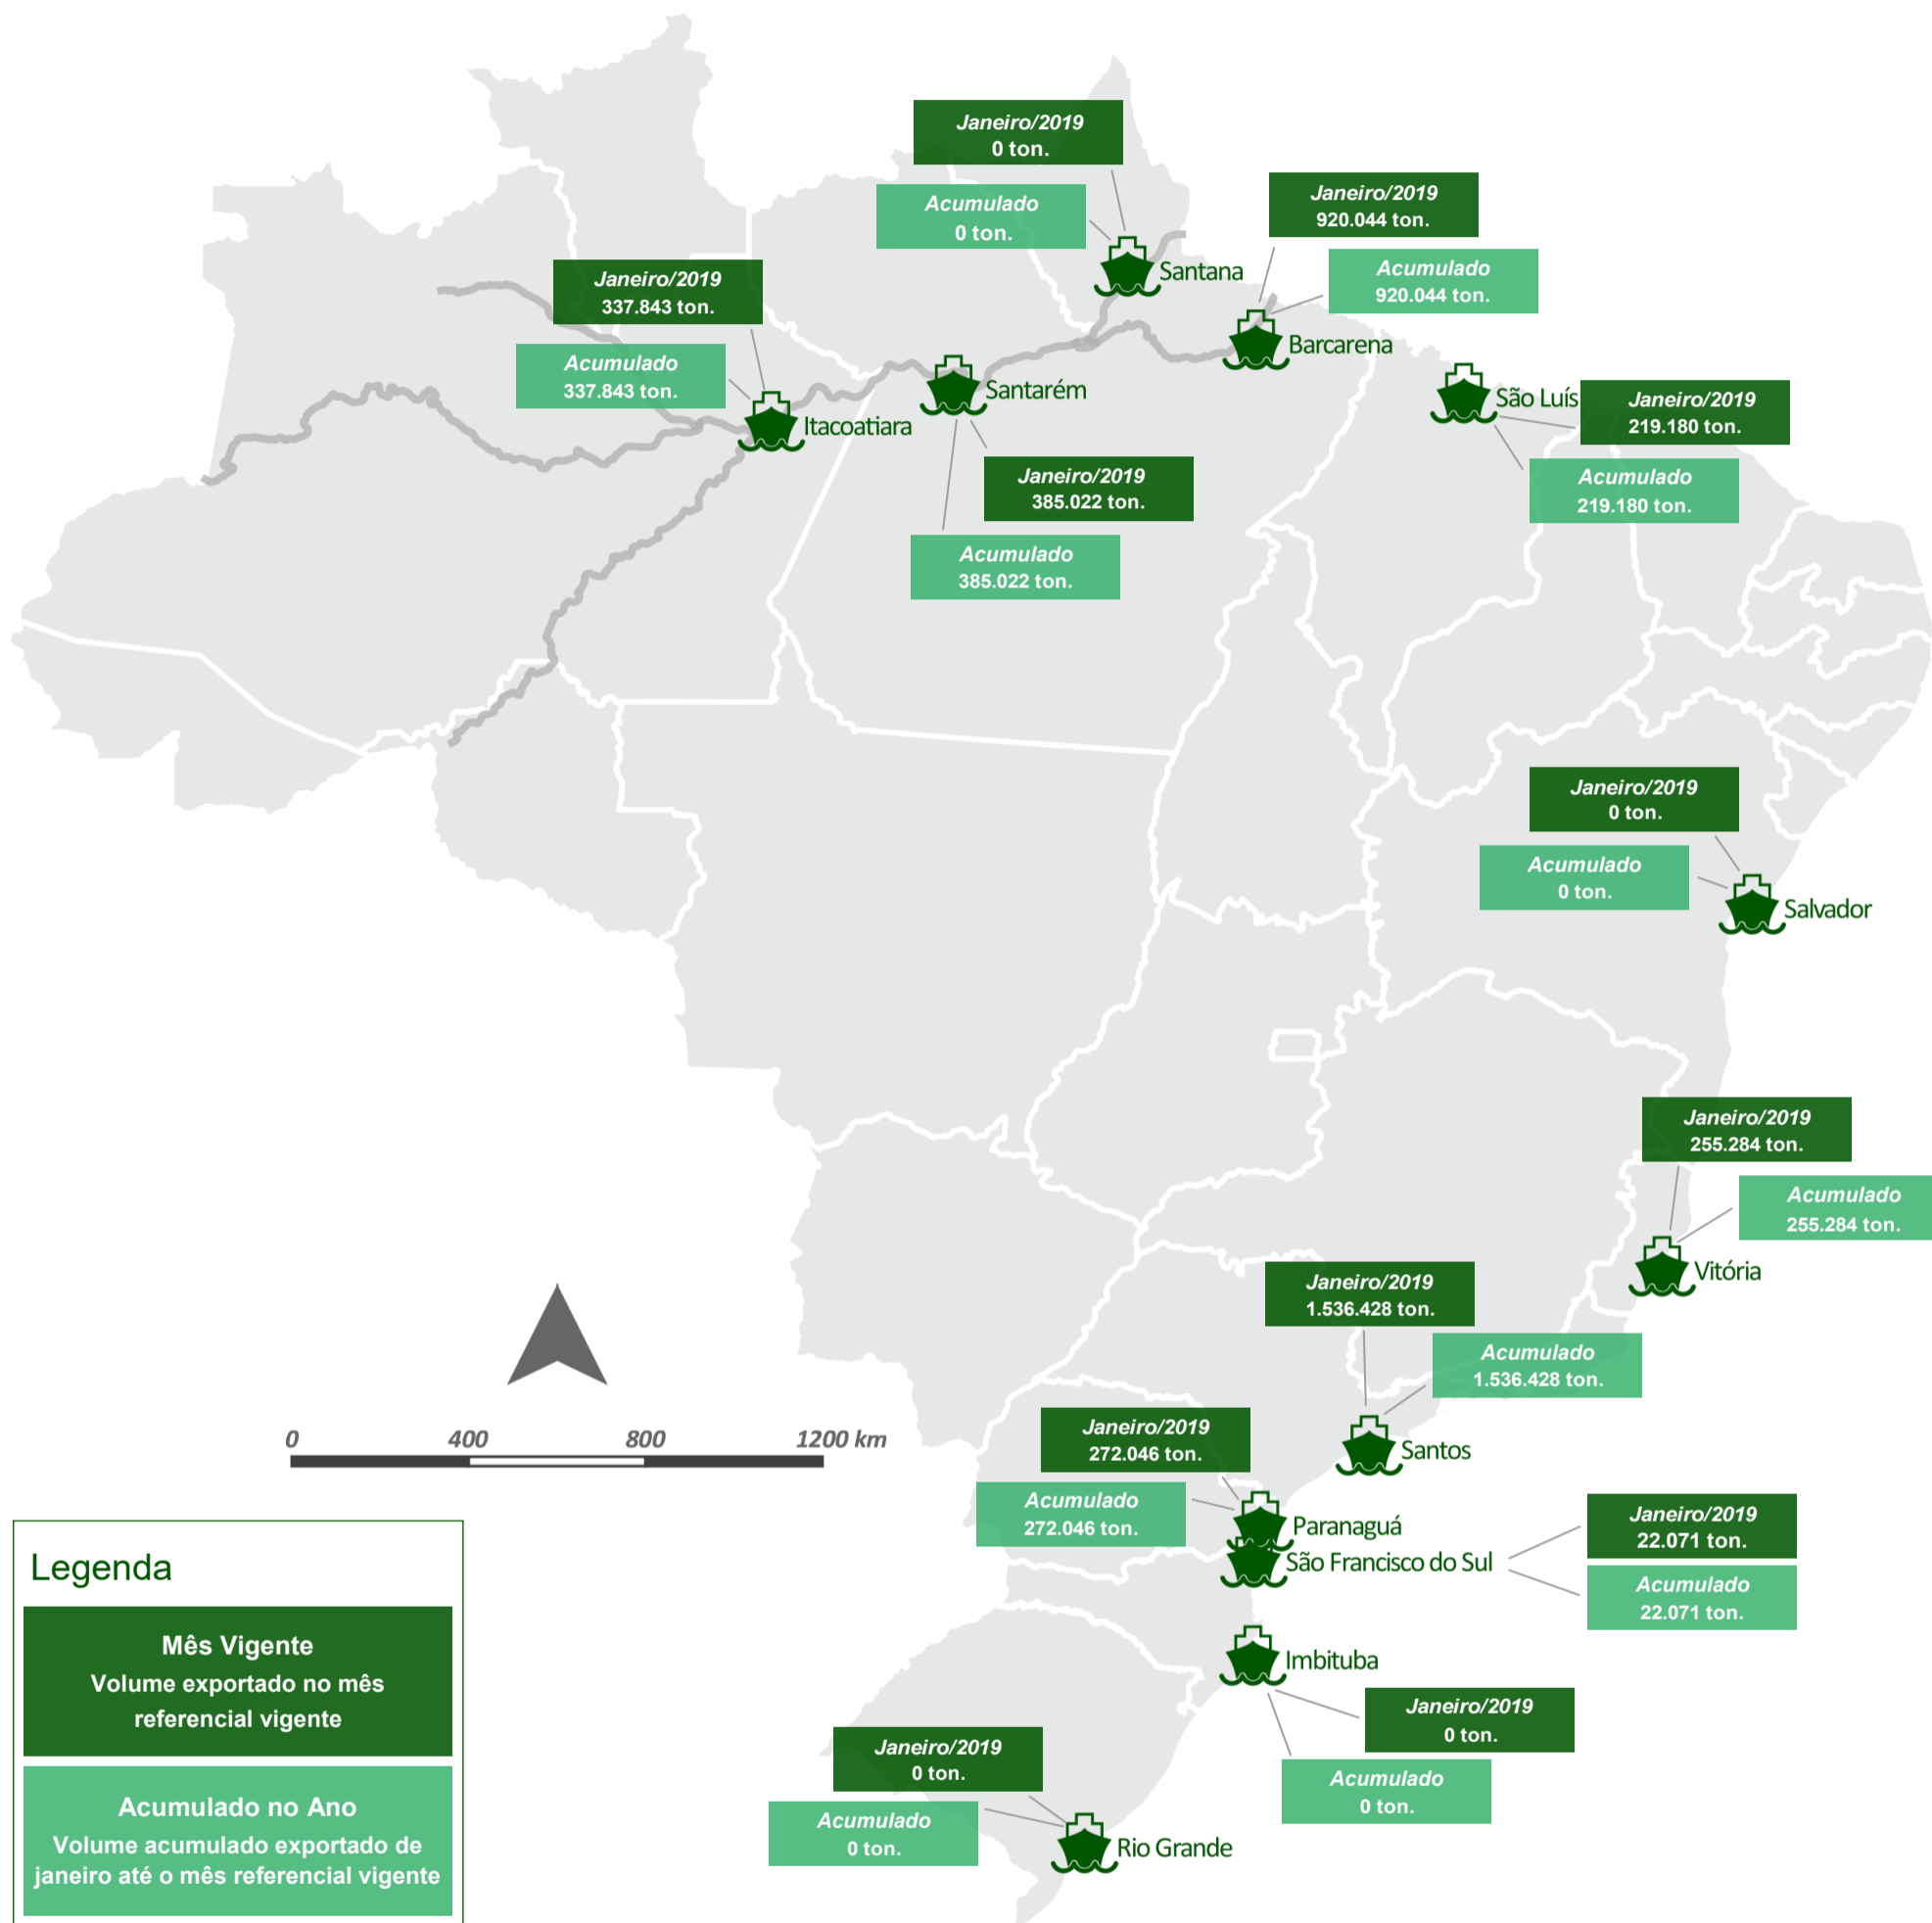 Janeiro/2019
0 ton.
Acumulado
0 ton.
Santana
Janeiro/2019
920.044 ton.
Acumulado
920.044 ton.
Barcarena
Janeiro/2019
337.843 ton.
Acumulado
337.843 ton.
Itacoatiara
Santarém
Janeiro/2019
385.022 ton.
Acumulado
385.022 ton.
São Luís
Janeiro/2019
219.180 ton.
Acumulado
219.180 ton.
Janeiro/2019
0 ton.
Acumulado
0 ton.
Salvador
Janeiro/2019
255.284 ton.
Acumulado
255.284 ton.
Vitória
Janeiro/2019
1.536.428 ton.
Acumulado
1.536.428 ton.
Santos
Janeiro/2019
272.046 ton.
Acumulado
272.046 ton.
Paranaguá
São Francisco do Sul
Janeiro/2019
22.071 ton.
Acumulado
22.071 ton.
Imbituba
Janeiro/2019
0 ton.
Acumulado
0 ton.
Janeiro/2019
0 ton.
Acumulado
0 ton.
Rio Grande
0 400 800 1200 km
Legenda
Mês Vigente
Volume exportado no mês
referencial vigente
Acumulado no Ano
Volume acumulado exportado de
janeiro até o mês referencial vigente